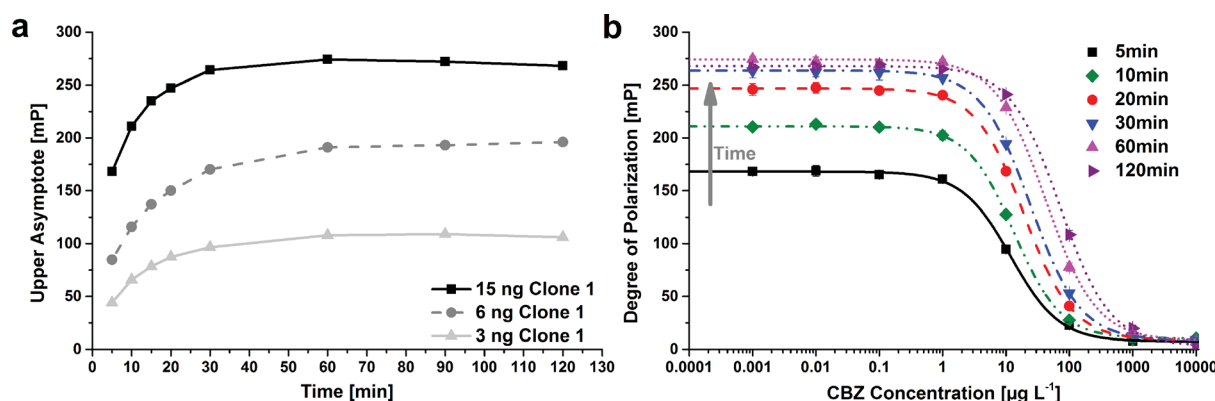 a
Upper Asymptote [mP]
300
250
200
150
100
50
0
0 10 20 30 40 50 60 70 80 90 100 110 120 130
Time [min]
15 ng Clone 1
6 ng Clone 1
3 ng Clone 1
b
Degree of Polarization [mP]
300
250
200
150
100
50
0
0.0001 0.001 0.01 0.1 1 10 100 1000 10000
CBZ Concentration [µg L⁻¹]
Time
5min
10min
20min
30min
60min
120min